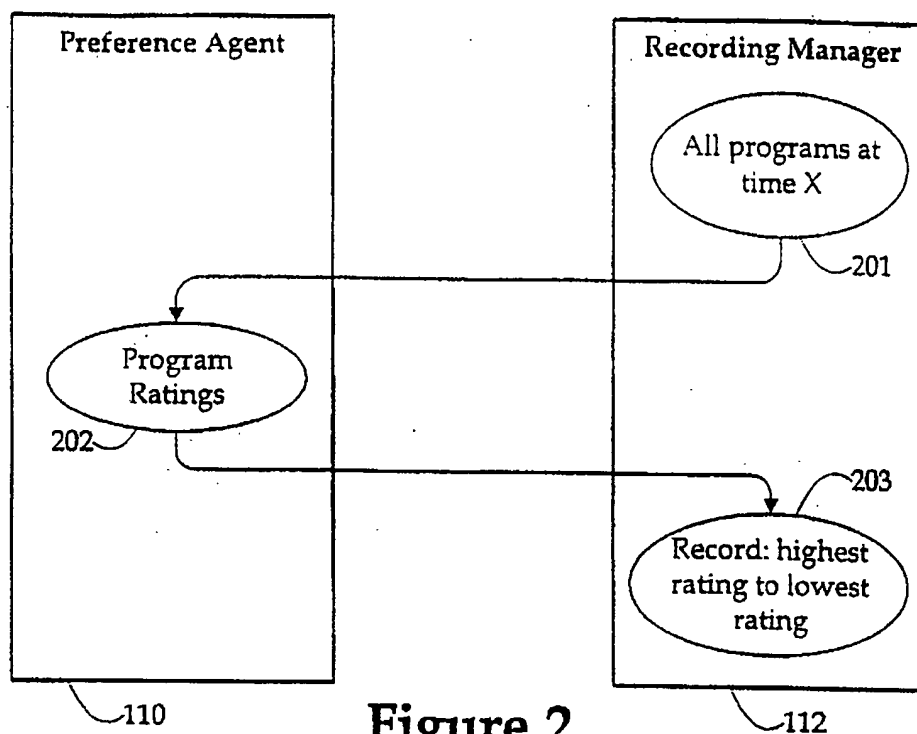 Preference Agent
Recording Manager
All programs at
time X
201
Program
Ratings
202
203
Record: highest
rating to lowest
rating
110
112
Figure 2